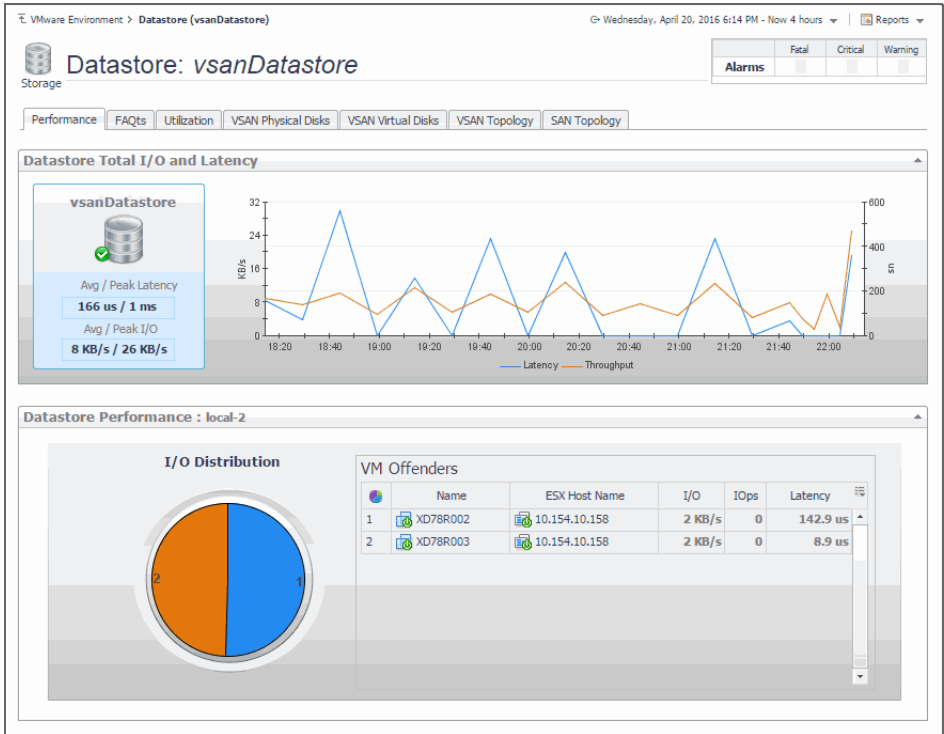 VMware Environment > Datastore (vsanDatastore)
Wednesday, April 20, 2016 6:14 PM - Now 4 hours
Reports
Storage
Datastore: vsanDatastore
Fatal Critical Warning
Alarms
Performance FAQts Utilization VSAN Physical Disks VSAN Virtual Disks VSAN Topology SAN Topology
Datastore Total I/O and Latency
vsanDatastore
Avg / Peak Latency
166 us / 1 ms
Avg / Peak I/O
8 KB/s / 26 KB/s
32
24
16
8
0
KB/s
600
400
200
0
us
18:20 18:40 19:00 19:20 19:40 20:00 20:20 20:40 21:00 21:20 21:40 22:00
Latency Throughput
Datastore Performance : local-2
I/O Distribution
2 1
VM Offenders
Name ESX Host Name I/O IOps Latency
1 XD78R002 10.154.10.158 2 KB/s 0 142.9 us
2 XD78R003 10.154.10.158 2 KB/s 0 8.9 us